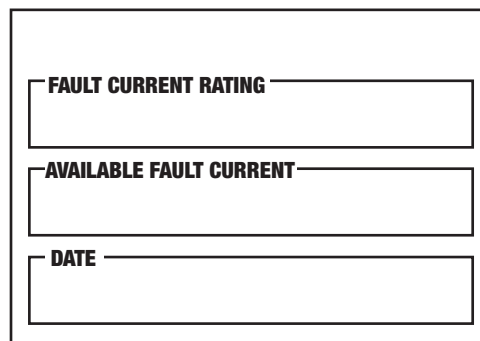 FAULT CURRENT RATING
AVAILABLE FAULT CURRENT
DATE